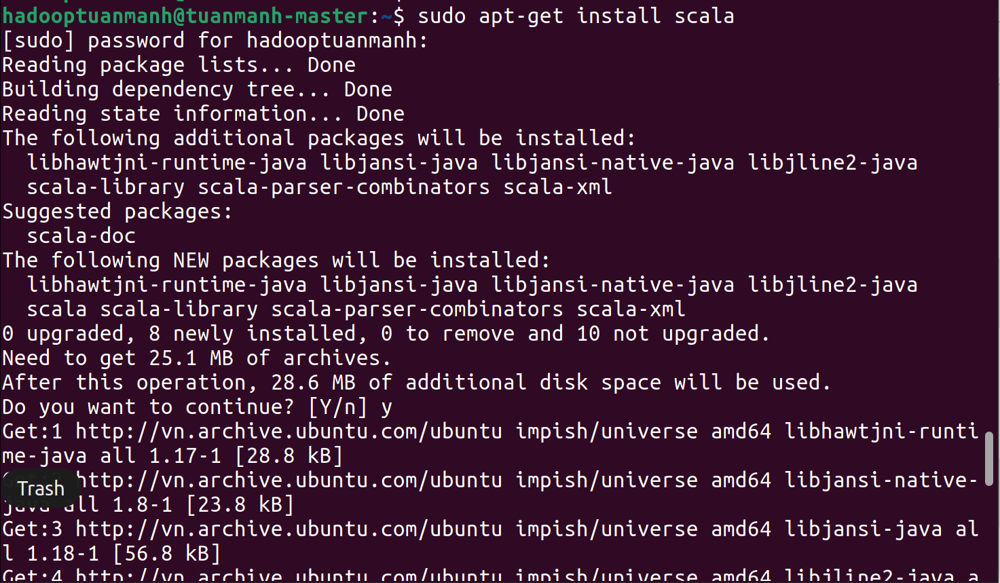 hadooptuanmanh@tuanmanh-master:~$ sudo apt-get install scala
[sudo] password for hadooptuanmanh:
Reading package lists... Done
Building dependency tree... Done
Reading state information... Done
The following additional packages will be installed:
  libhawtjni-runtime-java libjansi-java libjansi-native-java libjline2-java
  scala-library scala-parser-combinators scala-xml
Suggested packages:
  scala-doc
The following NEW packages will be installed:
  libhawtjni-runtime-java libjansi-java libjansi-native-java libjline2-java
  scala scala-library scala-parser-combinators scala-xml
0 upgraded, 8 newly installed, 0 to remove and 10 not upgraded.
Need to get 25.1 MB of archives.
After this operation, 28.6 MB of additional disk space will be used.
Do you want to continue? [Y/n] y
Get:1 http://vn.archive.ubuntu.com/ubuntu impish/universe amd64 libhawtjni-runti
me-java all 1.17-1 [28.8 kB]
Get:2 http://vn.archive.ubuntu.com/ubuntu impish/universe amd64 libjansi-native-
Trash
java all 1.8-1 [23.8 kB]
Get:3 http://vn.archive.ubuntu.com/ubuntu impish/universe amd64 libjansi-java al
l 1.18-1 [56.8 kB]
Get:4 http://vn.archive.ubuntu.com/ubuntu impish/universe amd64 libjline2-java a